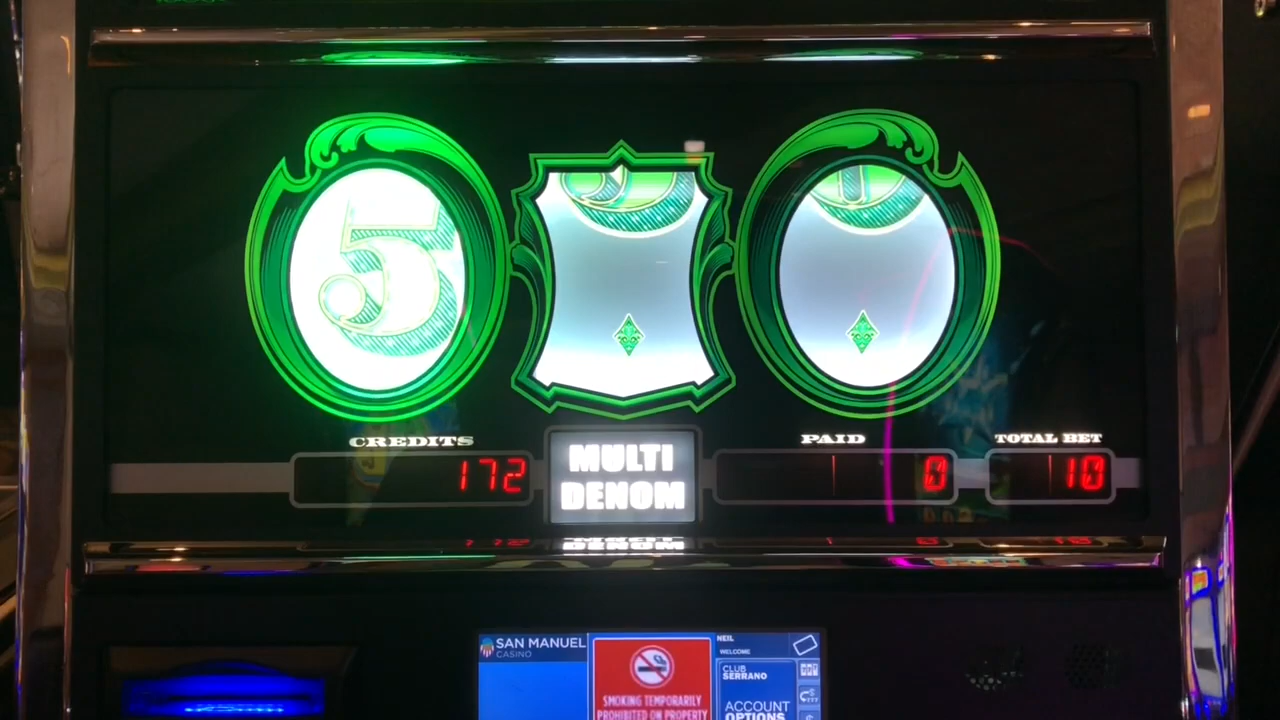 5
CREDITS
PAID
TOTAL BET
172
MULTI
DENOM
0
10
SAN MANUEL
CASINO
SMOKING TEMPORARILY
PROHIBITED ON PROPERTY
NEIL
WELCOME
CLUB
SERRANO
ACCOUNT
OPTIONS